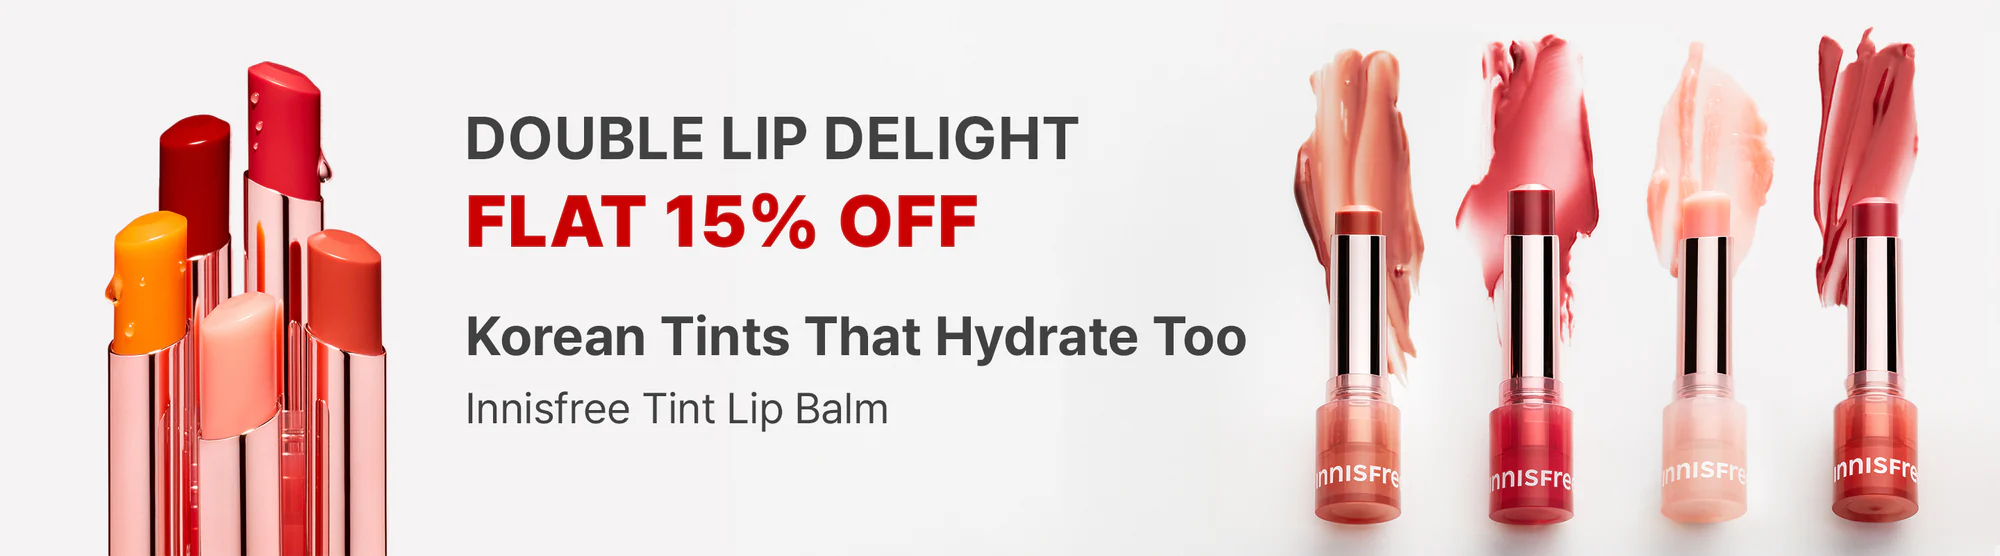 DOUBLE LIP DELIGHT
FLAT 15% OFF
Korean Tints That Hydrate Too
Innisfree Tint Lip Balm